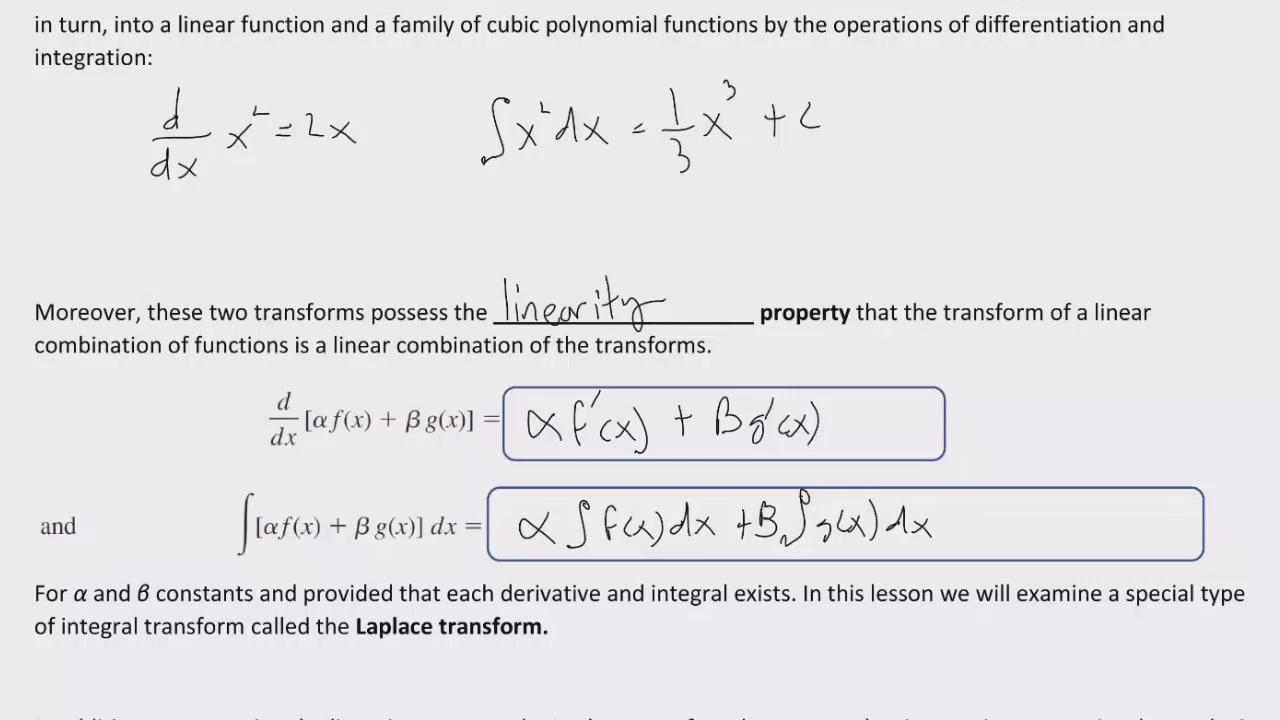 in turn, into a linear function and a family of cubic polynomial functions by the operations of differentiation and
integration:
d/dx x² = 2x    ∫x²dx = 1/3 x³ + C
Moreover, these two transforms possess the linearity property that the transform of a linear
combination of functions is a linear combination of the transforms.
d/dx [αf(x) + βg(x)] = αf'(x) + βg'(x)
and ∫[αf(x) + βg(x)] dx = α∫f(x)dx + β∫g(x)dx
For α and β constants and provided that each derivative and integral exists. In this lesson we will examine a special type
of integral transform called the Laplace transform.